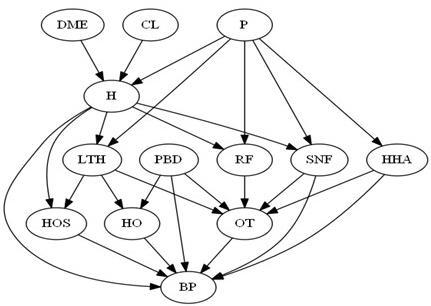 DME CL P
H
LTH PBD RF SNF HHA
HOS HO OT
BP